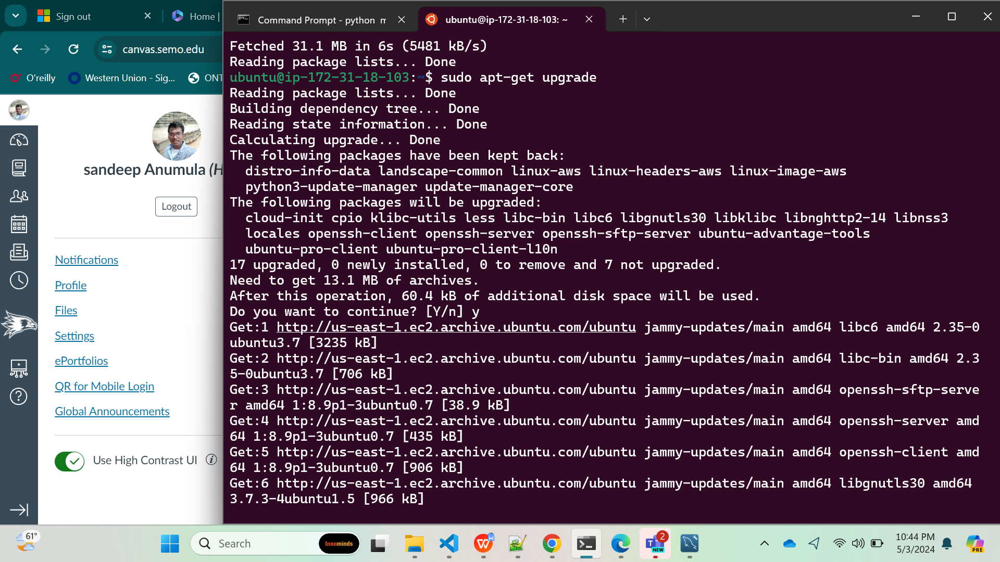 Sign out
Home |
canvas.semo.edu
O'reilly
Western Union - Sig...
ONT
sandeep Anumula (H
Logout
Notifications
Profile
Files
Settings
ePortfolios
QR for Mobile Login
Global Announcements
Use High Contrast UI
Command Prompt - python m
ubuntu@ip-172-31-18-103: ~
Fetched 31.1 MB in 6s (5481 kB/s)
Reading package lists... Done
ubuntu@ip-172-31-18-103:~$ sudo apt-get upgrade
Reading package lists... Done
Building dependency tree... Done
Reading state information... Done
Calculating upgrade... Done
The following packages have been kept back:
distro-info-data landscape-common linux-aws linux-headers-aws linux-image-aws
python3-update-manager update-manager-core
The following packages will be upgraded:
cloud-init cpio klibc-utils less libc-bin libc6 libgnutls30 libklibc libnghttp2-14 libnss3
locales openssh-client openssh-server openssh-sftp-server ubuntu-advantage-tools
ubuntu-pro-client ubuntu-pro-client-l10n
17 upgraded, 0 newly installed, 0 to remove and 7 not upgraded.
Need to get 13.1 MB of archives.
After this operation, 60.4 kB of additional disk space will be used.
Do you want to continue? [Y/n] y
Get:1 http://us-east-1.ec2.archive.ubuntu.com/ubuntu jammy-updates/main amd64 libc6 amd64 2.35-0
ubuntu3.7 [3235 kB]
Get:2 http://us-east-1.ec2.archive.ubuntu.com/ubuntu jammy-updates/main amd64 libc-bin amd64 2.3
5-0ubuntu3.7 [706 kB]
Get:3 http://us-east-1.ec2.archive.ubuntu.com/ubuntu jammy-updates/main amd64 openssh-sftp-serve
r amd64 1:8.9p1-3ubuntu0.7 [38.9 kB]
Get:4 http://us-east-1.ec2.archive.ubuntu.com/ubuntu jammy-updates/main amd64 openssh-server amd
64 1:8.9p1-3ubuntu0.7 [435 kB]
Get:5 http://us-east-1.ec2.archive.ubuntu.com/ubuntu jammy-updates/main amd64 openssh-client amd
64 1:8.9p1-3ubuntu0.7 [906 kB]
Get:6 http://us-east-1.ec2.archive.ubuntu.com/ubuntu jammy-updates/main amd64 libgnutls30 amd64
3.7.3-4ubuntu1.5 [966 kB]
61°
Search
Innominds
2
NEW
10:44 PM
5/3/2024
PRE